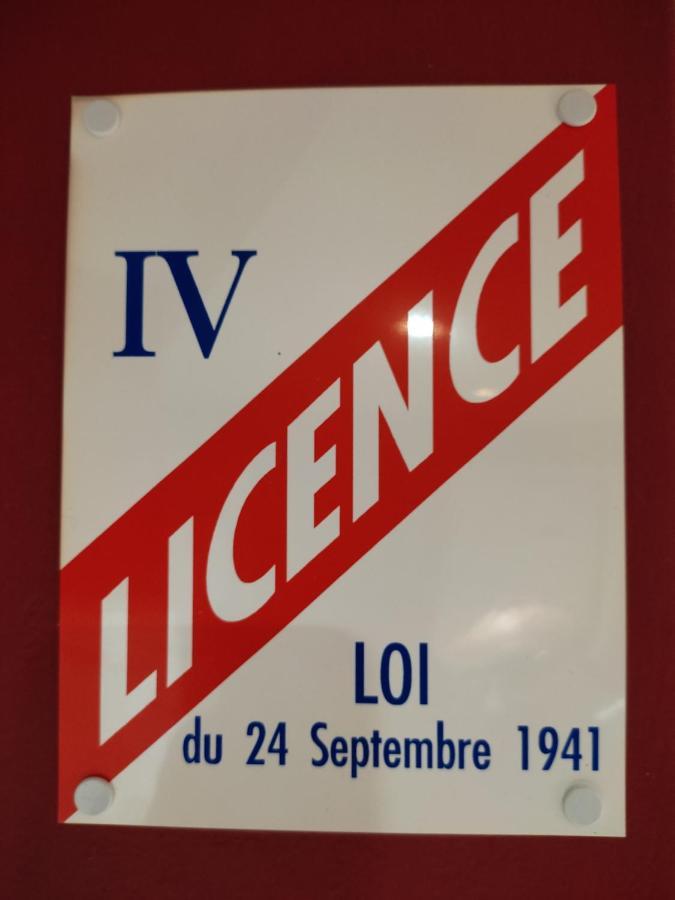 IV
LICENCE
LOI
du 24 Septembre 1941